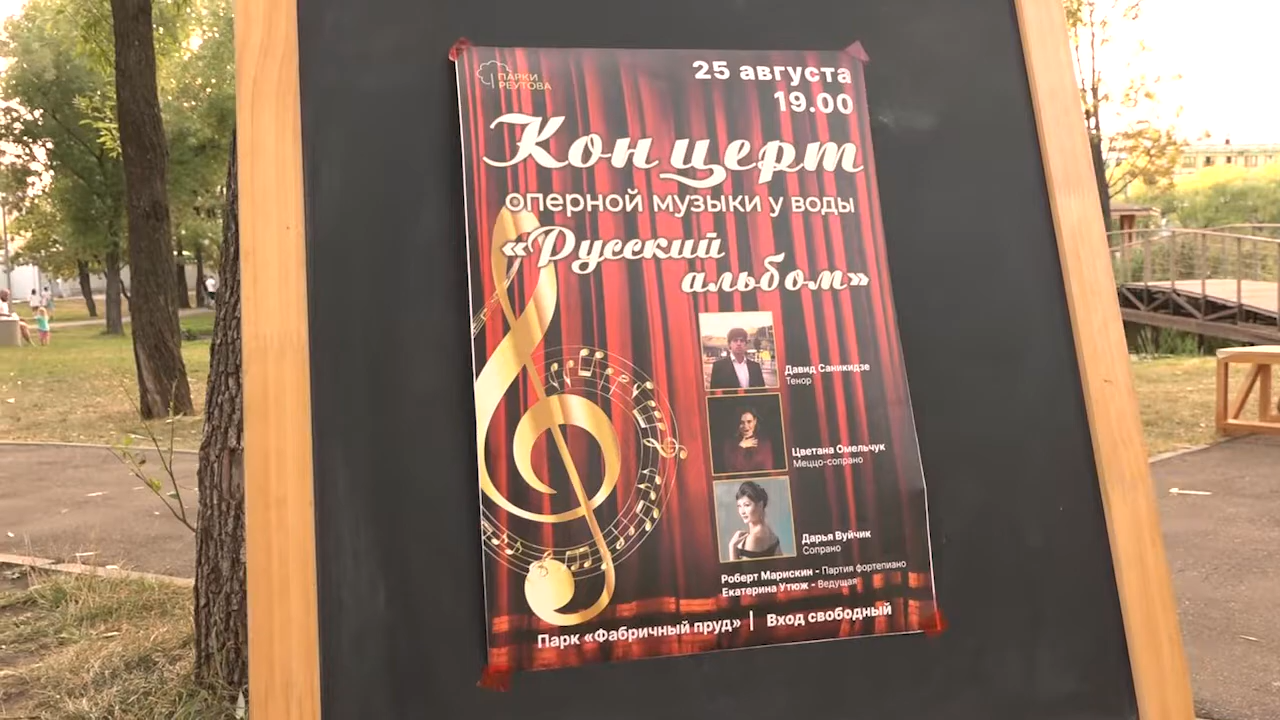 ПАРКИ
РЕУТОВА
25 августа
19.00
Концерт
оперной музыки у воды
«Русский
альбом»
Давид Саникидзе
Тенор
Цветана Омельчук
Меццо-сопрано
Дарья Вуйчик
Сопрано
Роберт Марискин - Партия фортепиано
Екатерина Утюж - Ведущая
Парк «Фабричный пруд» | Вход свободный